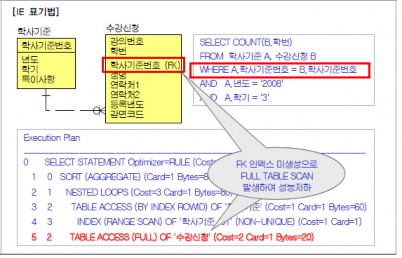 [IE 표기법]
학사기준
학사기준번호
년도
학기
특이사항
수강신청
강의번호
학번
학사기준번호 (FK)
성명
연락처1
연락처2
등록년도
감면코드
SELECT COUNT(B.학번)
FROM 학사기준 A, 수강신청 B
WHERE A.학사기준번호 = B.학사기준번호
AND A.년도 = '2008'
AND A.학기 = '3'
FK 인덱스 미생성으로
FULL TABLE SCAN
발생하여 성능저하
Execution Plan
0 SELECT STATEMENT Optimizer=RULE (Cost
1 0 SORT (AGGREGATE) (Card=1 Bytes=8
2 1 NESTED LOOPS (Cost=3 Card=1 Bytes=8
3 2 TABLE ACCESS (BY INDEX ROWID) OF '학사기준' (Cost=1 Card=1 Bytes=60)
4 3 INDEX (RANGE SCAN) OF '학사기준_ 01' (NON-UNIQUE) (Cost=1 Card=1)
5 2 TABLE ACCESS (FULL) OF '수강신청' (Cost=2 Card=1 Bytes=20)